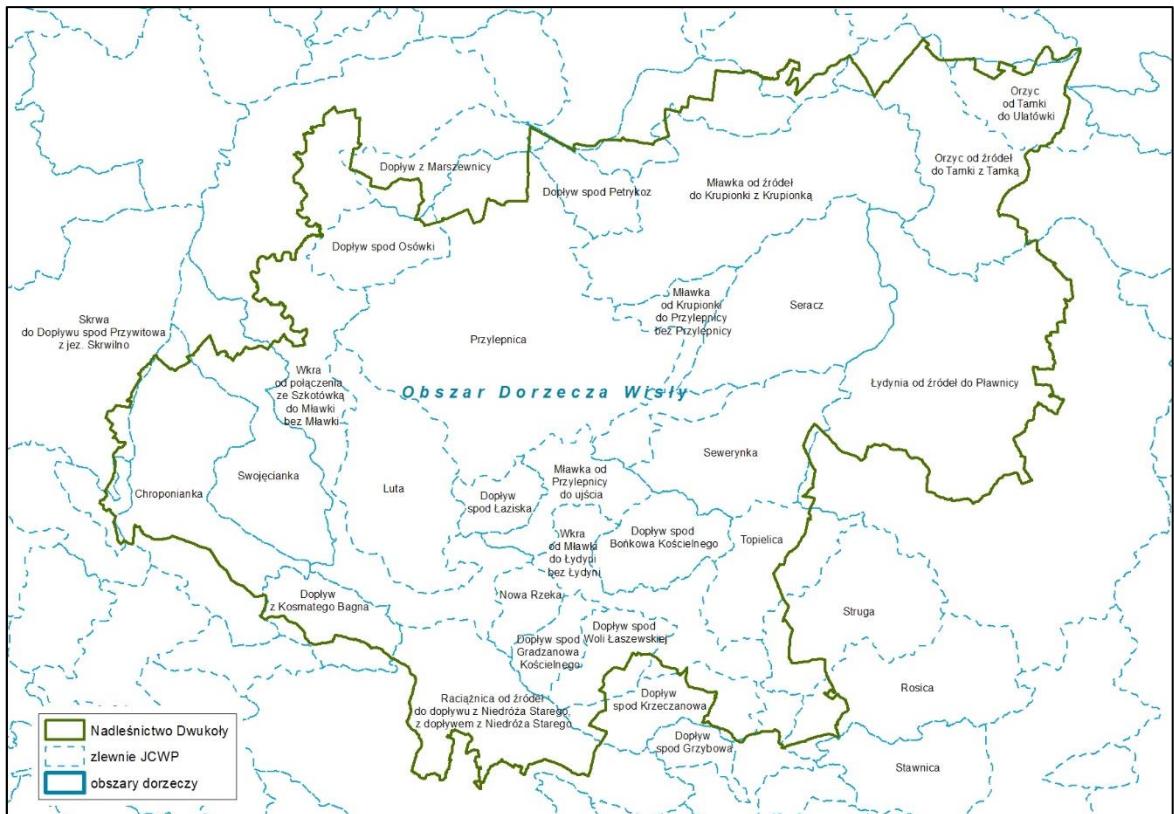 Orzyc
od Tamki
do Ulatówki
Dopływ z Marszewnicy
Orzyc od źródeł
do Tamki z Tamką
Dopływ spod Petrykoz
Mławka od źródeł
do Krupionki z Krupionką
Dopływ spod Osówki
Mławka
od Krupionki
do Przylepnicy
bez Przylepnicy
Seracz
Skrwa
do Dopływu spod Przywitowa
z jez. Skrwilno
Przylepnica
Wkra
od połączenia
ze Szkotówką
do Mławki
bez Mławki
Obszar Dorzecza Wisły
Łydynia od źródeł do Pławnicy
Sewerynka
Swojęcianka
Mławka od
Przylepnicy
do ujścia
Chroponianka
Luta
Dopływ
spod Łaziska
Wkra
od Mławki
do Łydyni
bez Łydyni
Dopływ spod
Bońkowa Kościelnego
Topielica
Dopływ
z Kosmatego Bagna
Nowa Rzeka
Struga
Dopływ spod
Woli Łaszewskiej
Dopływ spod
Gradzanowa
Kościelnego
Rosica
Raciążnica od źródeł
do dopływu z Niedróża Starego
z dopływem z Niedróża Starego
Dopływ
spod Krzeczanowa
Dopływ
spod Grzybowa
Stawnica
Nadleśnictwo Dwukoły
zlewnie JCWP
obszary dorzeczy